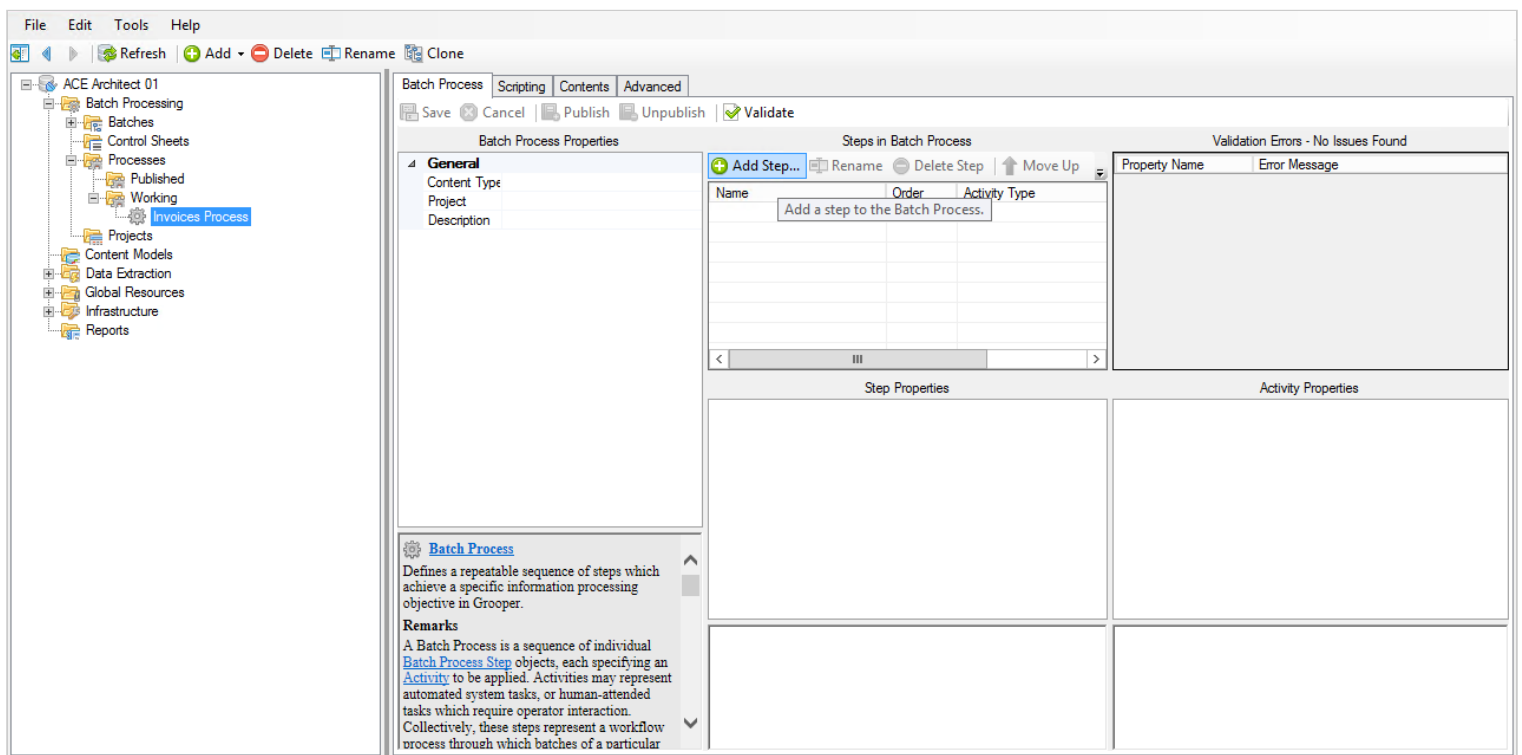 File Edit Tools Help
Refresh Add Delete Rename Clone
ACE Architect 01
Batch Processing
Batches
Control Sheets
Processes
Published
Working
Invoices Process
Projects
Content Models
Data Extraction
Global Resources
Infrastructure
Reports
Batch Process Scripting Contents Advanced
Save Cancel Publish Unpublish Validate
Batch Process Properties
General
Content Type
Project
Description
Batch Process
Defines a repeatable sequence of steps which
achieve a specific information processing
objective in Grooper.
Remarks
A Batch Process is a sequence of individual
Batch Process Step objects, each specifying an
Activity to be applied. Activities may represent
automated system tasks, or human-attended
tasks which require operator interaction.
Collectively, these steps represent a workflow
process through which batches of a particular
Steps in Batch Process
Add Step... Rename Delete Step Move Up
Name Order Activity Type
Add a step to the Batch Process.
Validation Errors - No Issues Found
Property Name Error Message
Step Properties
Activity Properties